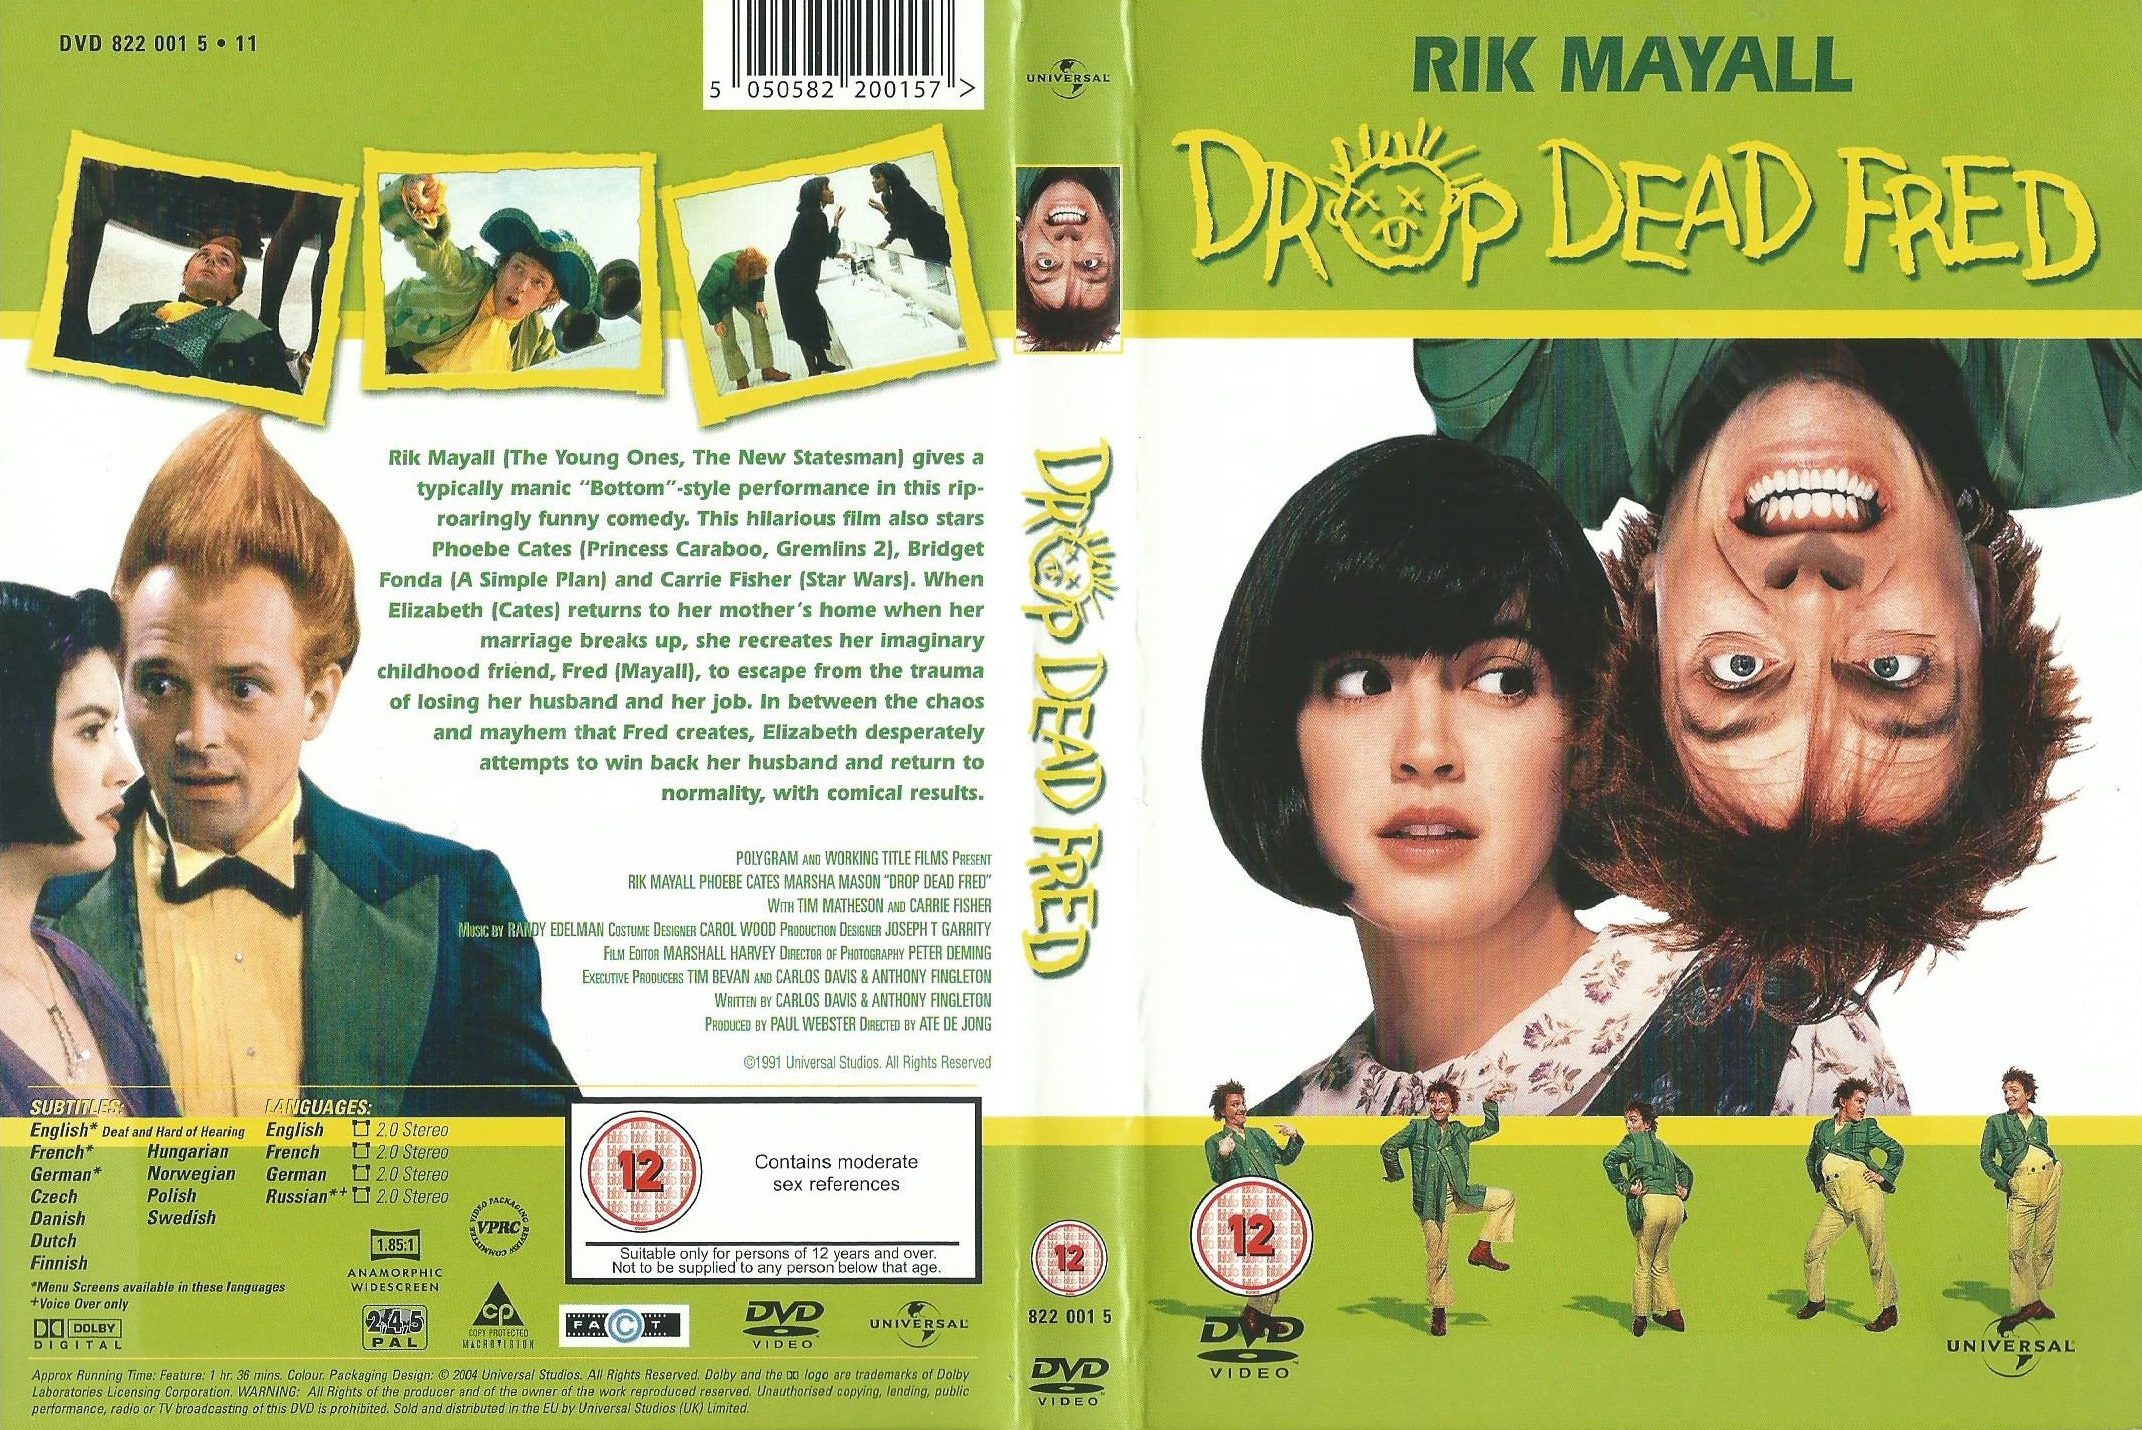 DVD 822 001 5 • 11
5 050582 200157 >
Rik Mayall (The Young Ones, The New Statesman) gives a
typically manic “Bottom”-style performance in this rip-
roaringly funny comedy. This hilarious film also stars
Phoebe Cates (Princess Caraboo, Gremlins 2), Bridget
Fonda (A Simple Plan) and Carrie Fisher (Star Wars). When
Elizabeth (Cates) returns to her mother’s home when her
marriage breaks up, she recreates her imaginary
childhood friend, Fred (Mayall), to escape from the trauma
of losing her husband and her job. In between the chaos
and mayhem that Fred creates, Elizabeth desperately
attempts to win back her husband and return to
normality, with comical results.
POLYGRAM AND WORKING TITLE FILMS PRESENT
RIK MAYALL PHOEBE CATES MARSHA MASON “DROP DEAD FRED”
WITH TIM MATHESON AND CARRIE FISHER
MUSIC BY RANDY EDELMAN COSTUME DESIGNER CAROL WOOD PRODUCTION DESIGNER JOSEPH T GARRITY
FILM EDITOR MARSHALL HARVEY DIRECTOR OF PHOTOGRAPHY PETER DEMING
EXECUTIVE PRODUCERS TIM BEVAN AND CARLOS DAVIS & ANTHONY FINGLETON
WRITTEN BY CARLOS DAVIS & ANTHONY FINGLETON
PRODUCED BY PAUL WEBSTER DIRECTED BY ATE DE JONG
©1991 Universal Studios. All Rights Reserved
SUBTITLES:
English* Deaf and Hard of Hearing
French*
German*
Czech
Danish
Dutch
Finnish
Hungarian
Norwegian
Polish
Swedish
LANGUAGES:
English 2.0 Stereo
French 2.0 Stereo
German 2.0 Stereo
Russian*+ 2.0 Stereo
*Menu Screens available in these languages
+Voice Over only
DOLBY
DIGITAL
1.85:1
ANAMORPHIC
WIDESCREEN
VIDEO PACKAGING REVIEW COMMITTEE
VPRC
2,4,5
PAL
CP
COPY PROTECTED
MACROVISION
FACT
12
Contains moderate
sex references
Suitable only for persons of 12 years and over.
Not to be supplied to any person below that age.
DVD
VIDEO
UNIVERSAL
Approx Running Time: Feature: 1 hr. 36 mins. Colour. Packaging Design: © 2004 Universal Studios. All Rights Reserved. Dolby and the DD logo are trademarks of Dolby
Laboratories Licensing Corporation. WARNING: All Rights of the producer and of the owner of the work reproduced reserved. Unauthorised copying, lending, public
performance, radio or TV broadcasting of this DVD is prohibited. Sold and distributed in the EU by Universal Studios (UK) Limited.
UNIVERSAL
DROP DEAD FRED
12
822 001 5
DVD
VIDEO
RIK MAYALL
DROP DEAD FRED
12
DVD
VIDEO
UNIVERSAL